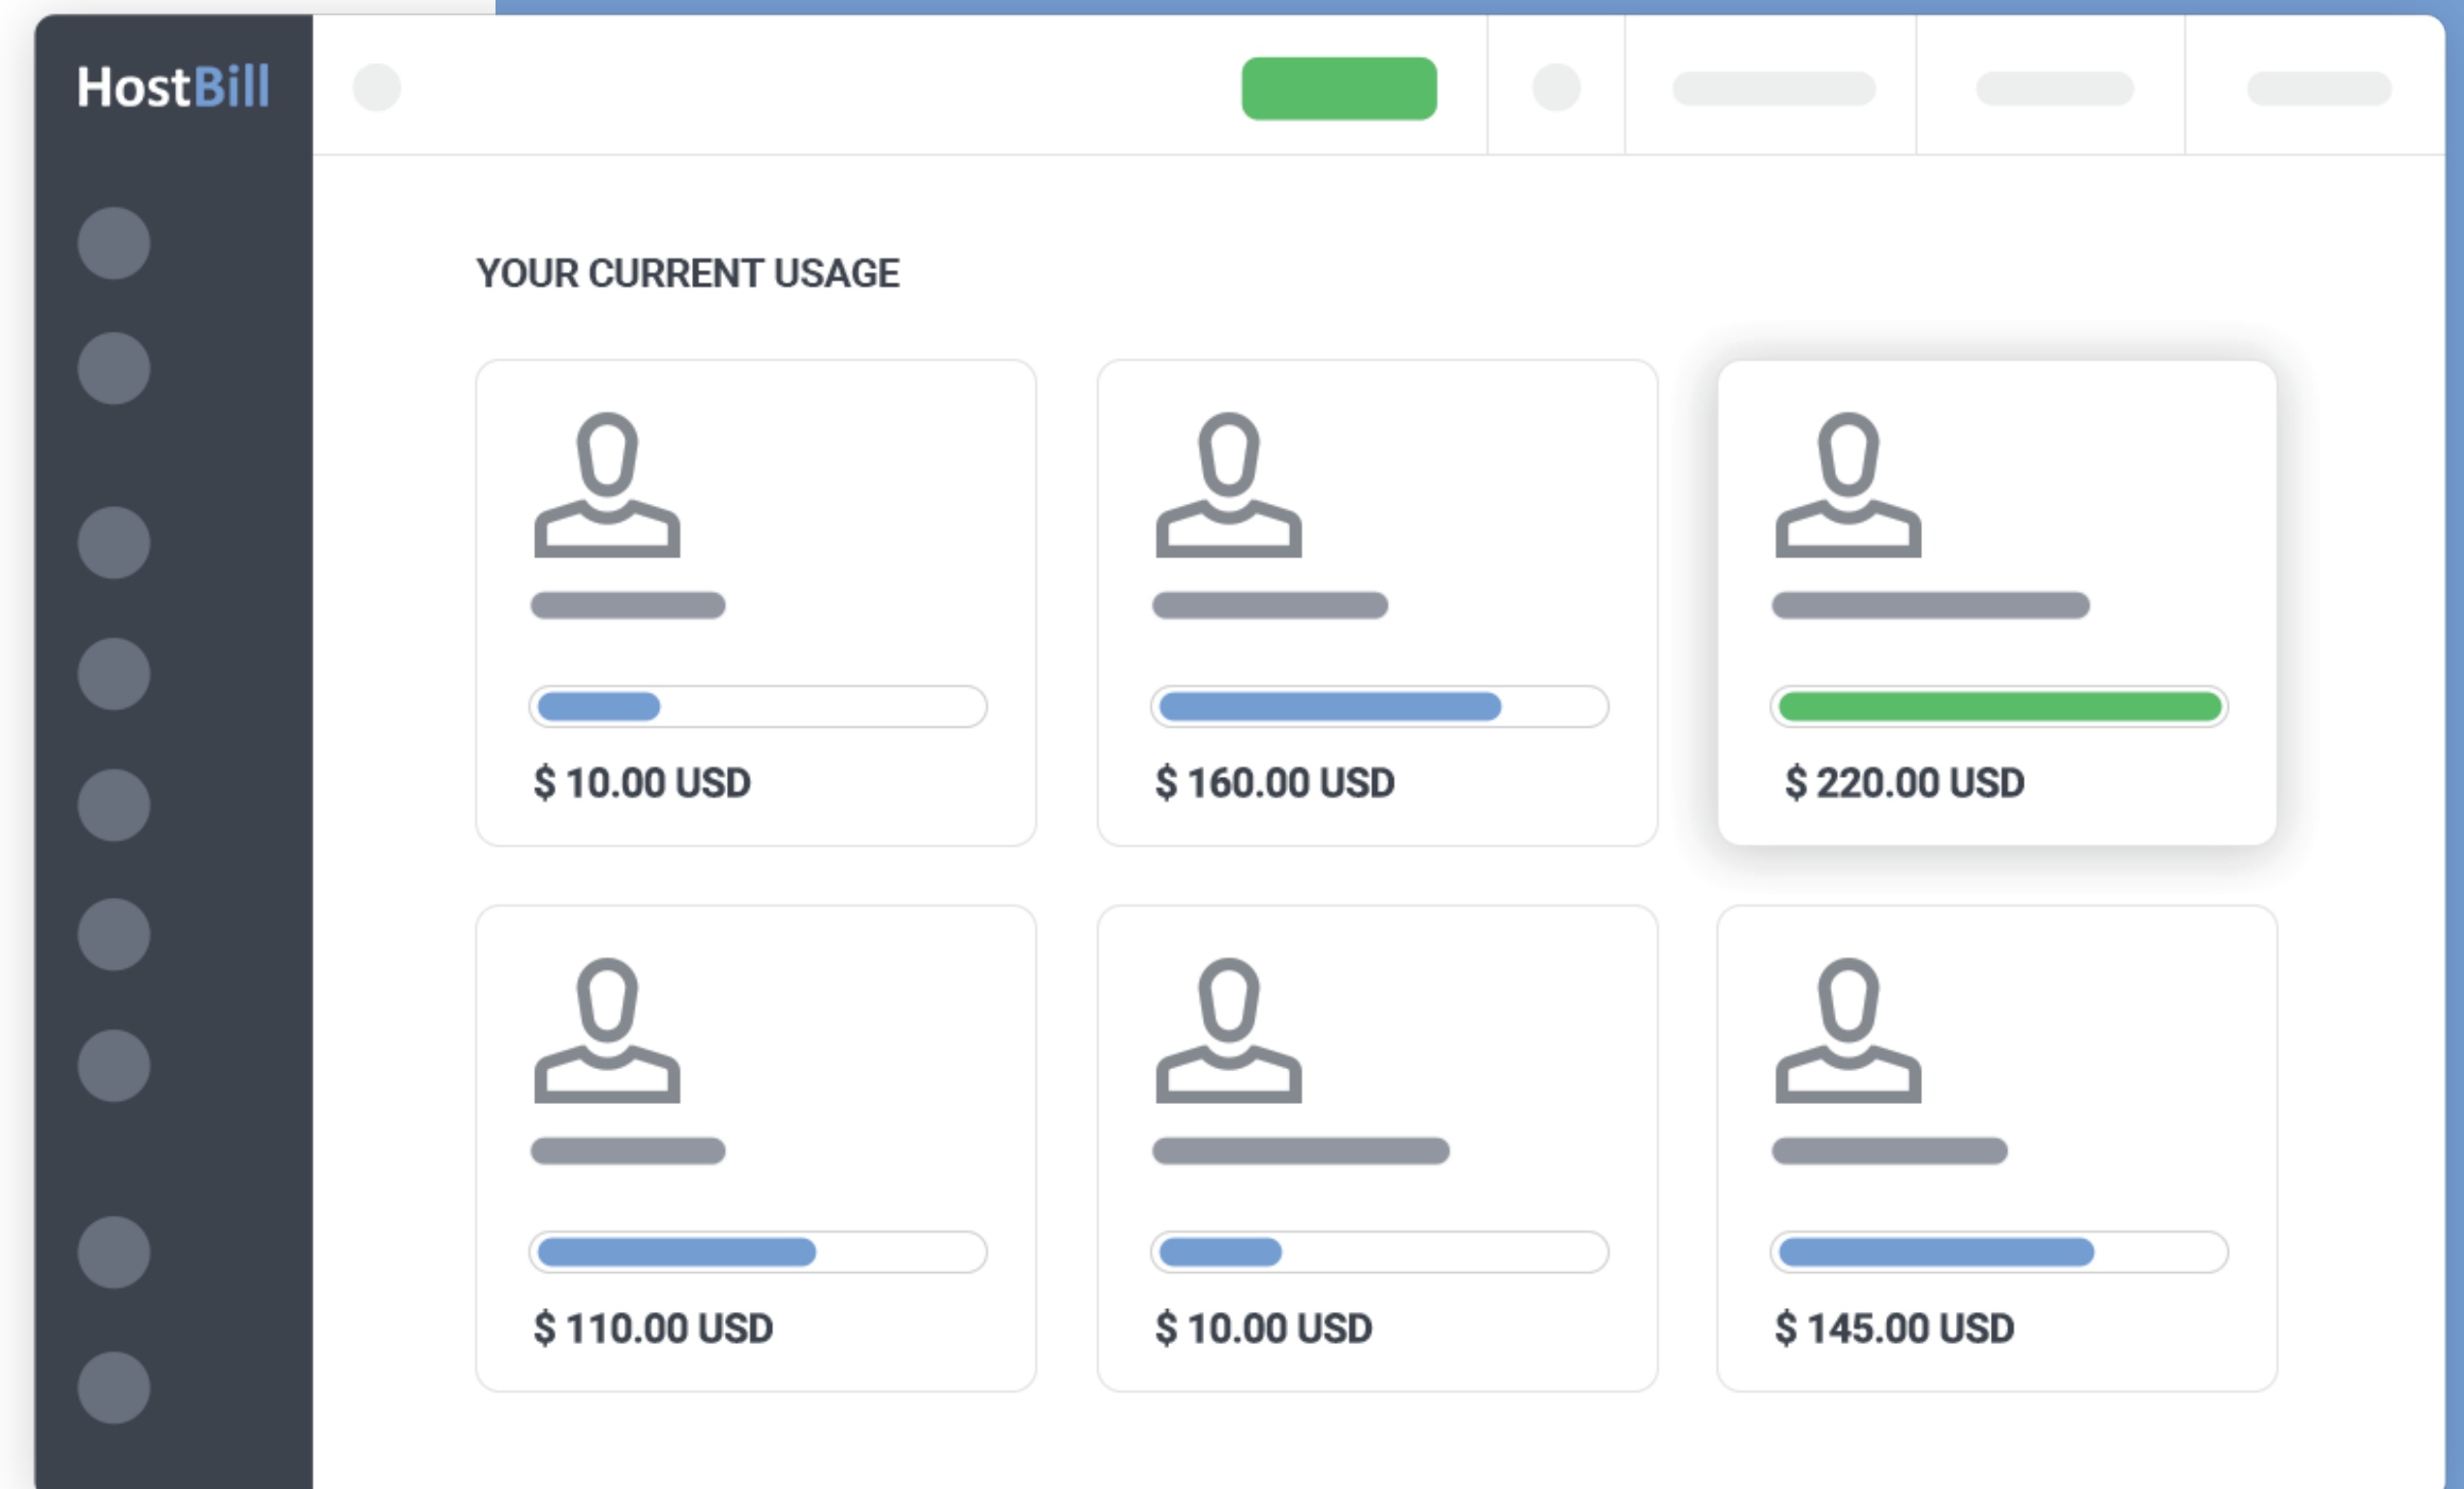 HostBill
YOUR CURRENT USAGE
$ 10.00 USD
$ 160.00 USD
$ 220.00 USD
$ 110.00 USD
$ 10.00 USD
$ 145.00 USD